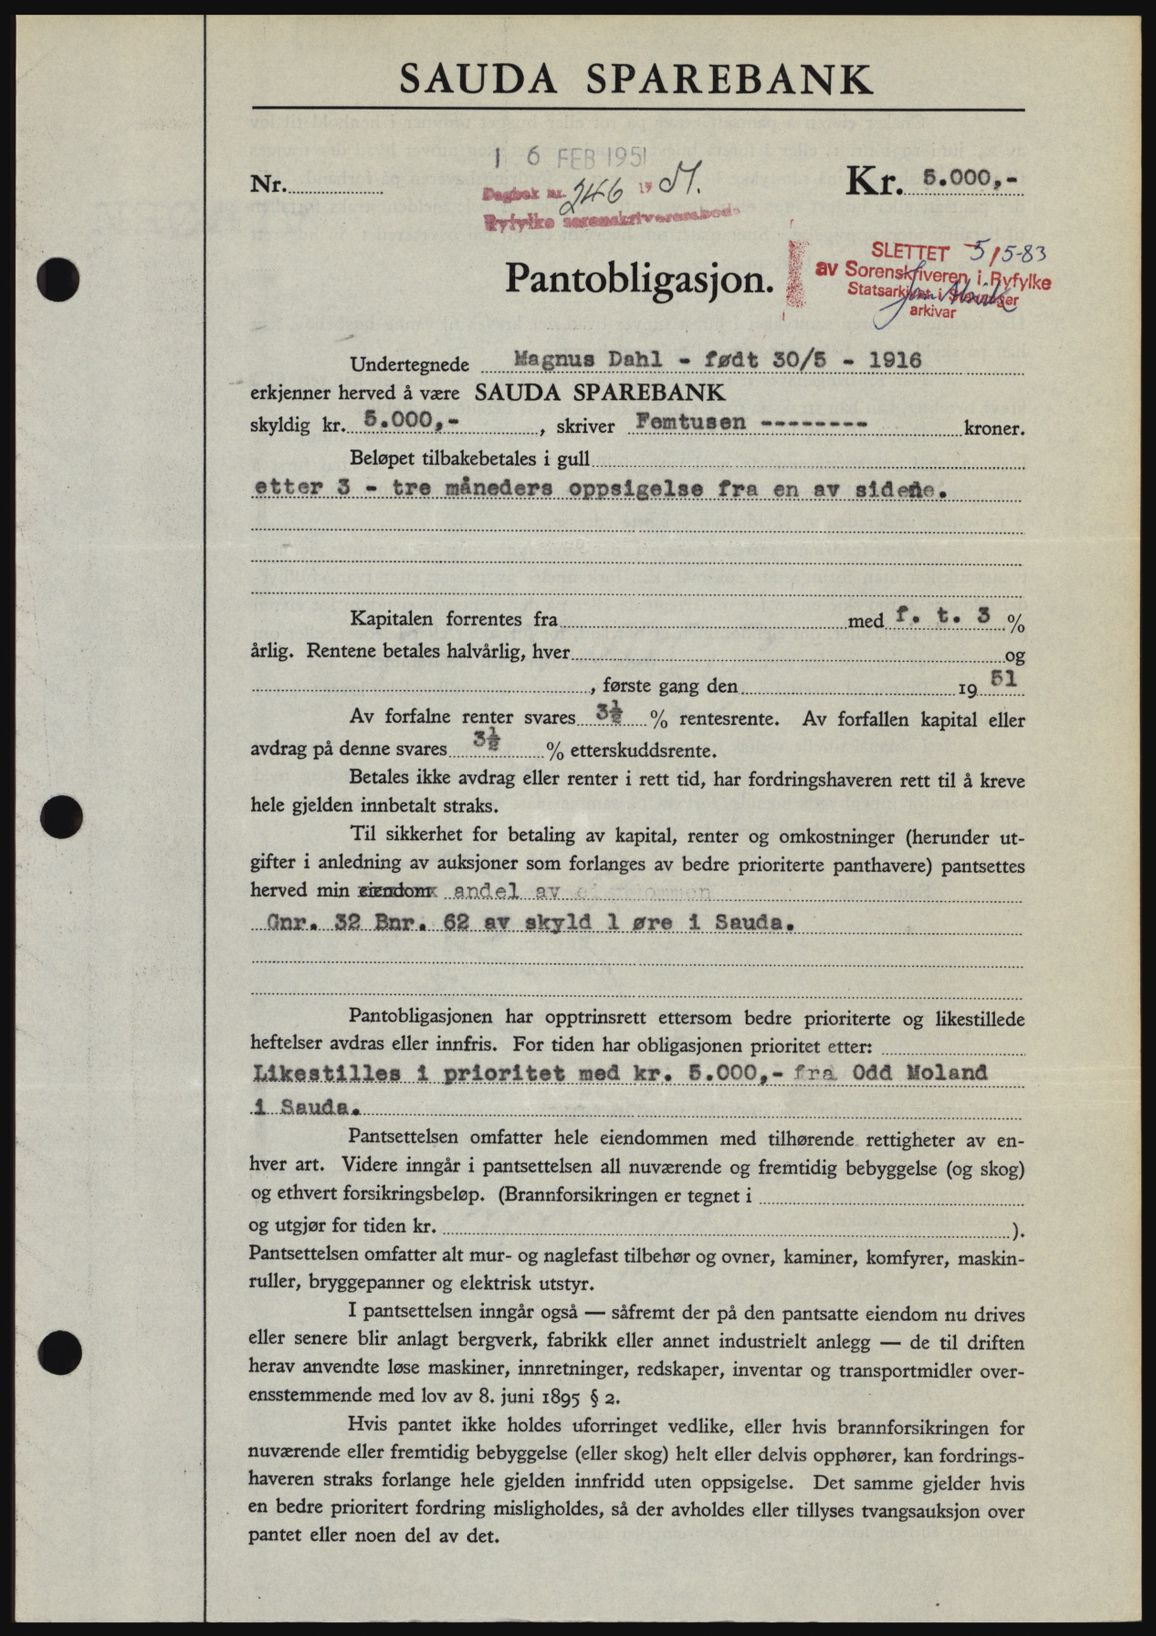 SAUDA SPAREBANK
16 FEB 1951
Nr.
Dagbok nr. 246 19 51.
Kr. 5.000,-
Ryfylke sorenskriverembede
SLETTET 5/5-83
av Sorenskriveren i Ryfylke
Statsarkivet i Stavanger
arkivar
Pantobligasjon.
Undertegnede Magnus Dahl - født 30/5 - 1916
erkjenner herved å være SAUDA SPAREBANK
skyldig kr. 5.000,- , skriver Femtusen -------- kroner.
Beløpet tilbakebetales i gull
etter 3 - tre måneders oppsigelse fra en av sidene.
Kapitalen forrentes fra med f. t. 3 %
årlig. Rentene betales halvårlig, hver og
, første gang den 19 51
Av forfalne renter svares 3½ % rentesrente. Av forfallen kapital eller
avdrag på denne svares 3½ % etterskuddsrente.
Betales ikke avdrag eller renter i rett tid, har fordringshaveren rett til å kreve
hele gjelden innbetalt straks.
Til sikkerhet for betaling av kapital, renter og omkostninger (herunder ut-
gifter i anledning av auksjoner som forlanges av bedre prioriterte panthavere) pantsettes
herved min eiendom andel av eiendommen
Gnr. 32 Bnr. 62 av skyld 1 øre i Sauda.
Pantobligasjonen har opptrinsrett ettersom bedre prioriterte og likestillede
heftelser avdras eller innfris. For tiden har obligasjonen prioritet etter:
Likestilles i prioritet med kr. 5.000,- fra Odd Moland
i Sauda.
Pantsettelsen omfatter hele eiendommen med tilhørende rettigheter av en-
hver art. Videre inngår i pantsettelsen all nuværende og fremtidig bebyggelse (og skog)
og ethvert forsikringsbeløp. (Brannforsikringen er tegnet i
og utgjør for tiden kr. ).
Pantsettelsen omfatter alt mur- og naglefast tilbehør og ovner, kaminer, komfyrer, maskin-
ruller, bryggepanner og elektrisk utstyr.
I pantsettelsen inngår også — såfremt der på den pantsatte eiendom nu drives
eller senere blir anlagt bergverk, fabrikk eller annet industrielt anlegg — de til driften
herav anvendte løse maskiner, innretninger, redskaper, inventar og transportmidler over-
ensstemmende med lov av 8. juni 1895 § 2.
Hvis pantet ikke holdes uforringet vedlike, eller hvis brannforsikringen for
nuværende eller fremtidig bebyggelse (eller skog) helt eller delvis opphører, kan fordrings-
haveren straks forlange hele gjelden innfridd uten oppsigelse. Det samme gjelder hvis
en bedre prioritert fordring misligholdes, så der avholdes eller tillyses tvangsauksjon over
pantet eller noen del av det.